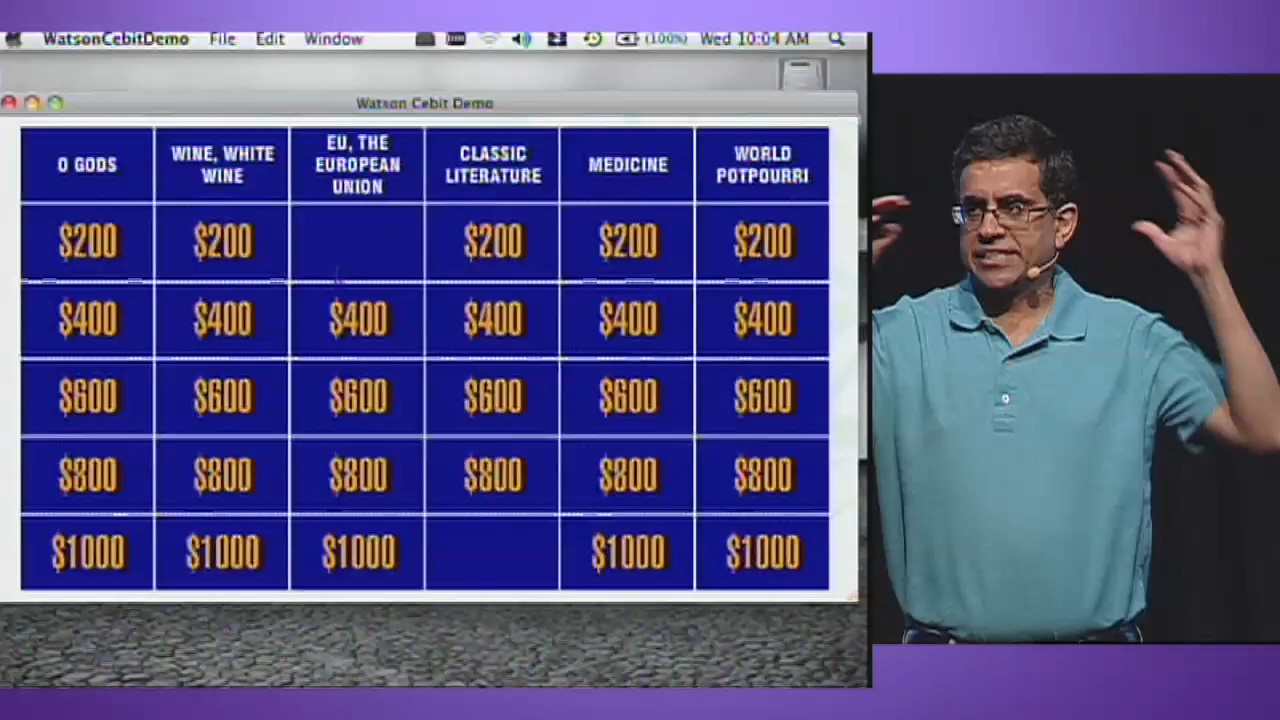 WatsonCebitDemo File Edit Window (100%) Wed 10:04 AM
Watson Cebit Demo
O GODS
WINE, WHITE
WINE
EU, THE
EUROPEAN
UNION
CLASSIC
LITERATURE
MEDICINE
WORLD
POTPOURRI
$200 $200 $200 $200 $200
$400 $400 $400 $400 $400 $400
$600 $600 $600 $600 $600 $600
$800 $800 $800 $800 $800 $800
$1000 $1000 $1000 $1000 $1000